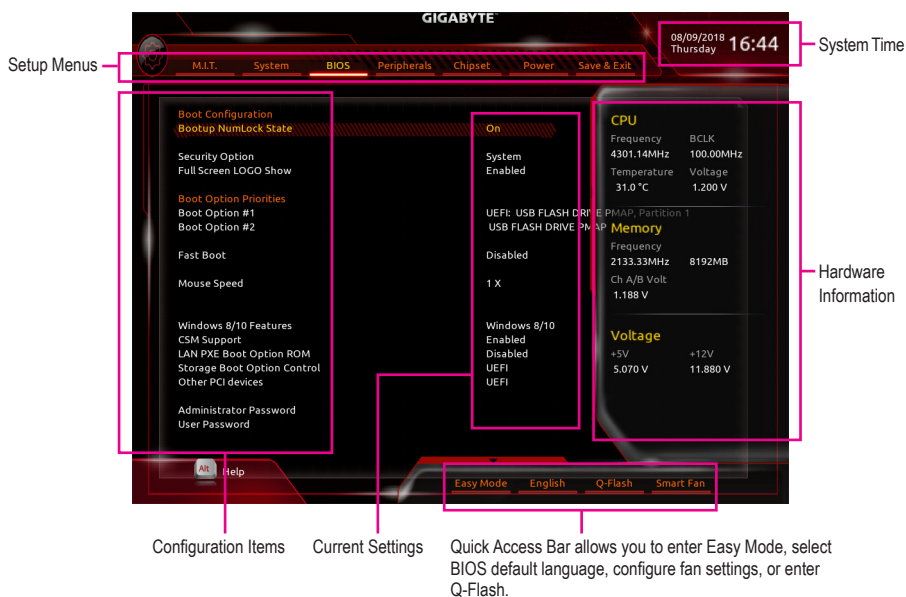 GIGABYTE™
08/09/2018
Thursday
16:44
System Time
Setup Menus
M.I.T. System BIOS Peripherals Chipset Power Save & Exit
Boot Configuration
Bootup NumLock State On
Security Option System
Full Screen LOGO Show Enabled
Boot Option Priorities
Boot Option #1 UEFI: USB FLASH DRIVE PMAP, Partition 1
Boot Option #2 USB FLASH DRIVE PMAP
Fast Boot Disabled
Mouse Speed 1 X
Windows 8/10 Features Windows 8/10
CSM Support Enabled
LAN PXE Boot Option ROM Disabled
Storage Boot Option Control UEFI
Other PCI devices UEFI
Administrator Password
User Password
CPU
Frequency BCLK
4301.14MHz 100.00MHz
Temperature Voltage
31.0 °C 1.200 V
Memory
Frequency
2133.33MHz 8192MB
Ch A/B Volt
1.188 V
Voltage
+5V +12V
5.070 V 11.880 V
Hardware
Information
Alt Help
Easy Mode English Q-Flash Smart Fan
Configuration Items
Current Settings
Quick Access Bar allows you to enter Easy Mode, select
BIOS default language, configure fan settings, or enter
Q-Flash.